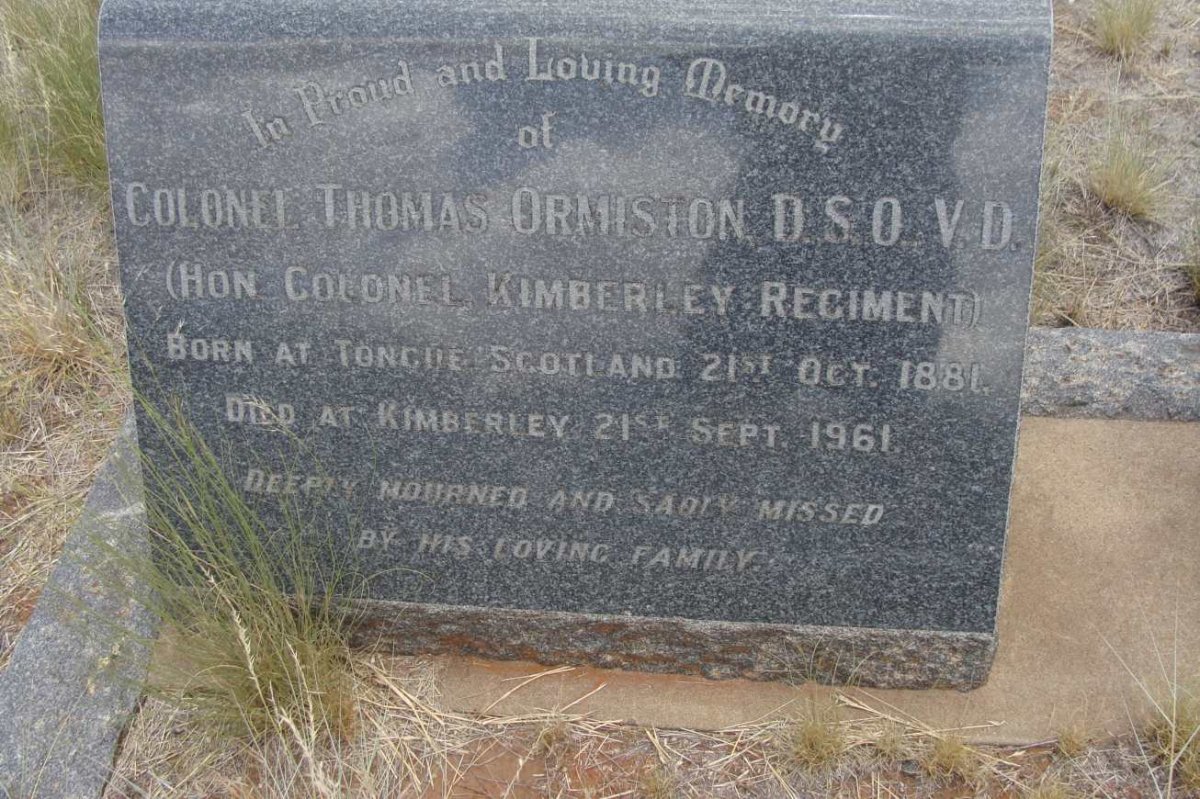 In Proud and Loving Memory
of
COLONEL THOMAS ORMISTON, D.S.O. V.D.
(HON COLONEL, KIMBERLEY REGIMENT)
BORN AT TONGUE SCOTLAND 21ST OCT. 1881.
DIED AT KIMBERLEY 21ST SEPT. 1961.
DEEPLY MOURNED AND SADLY MISSED
BY HIS LOVING FAMILY.